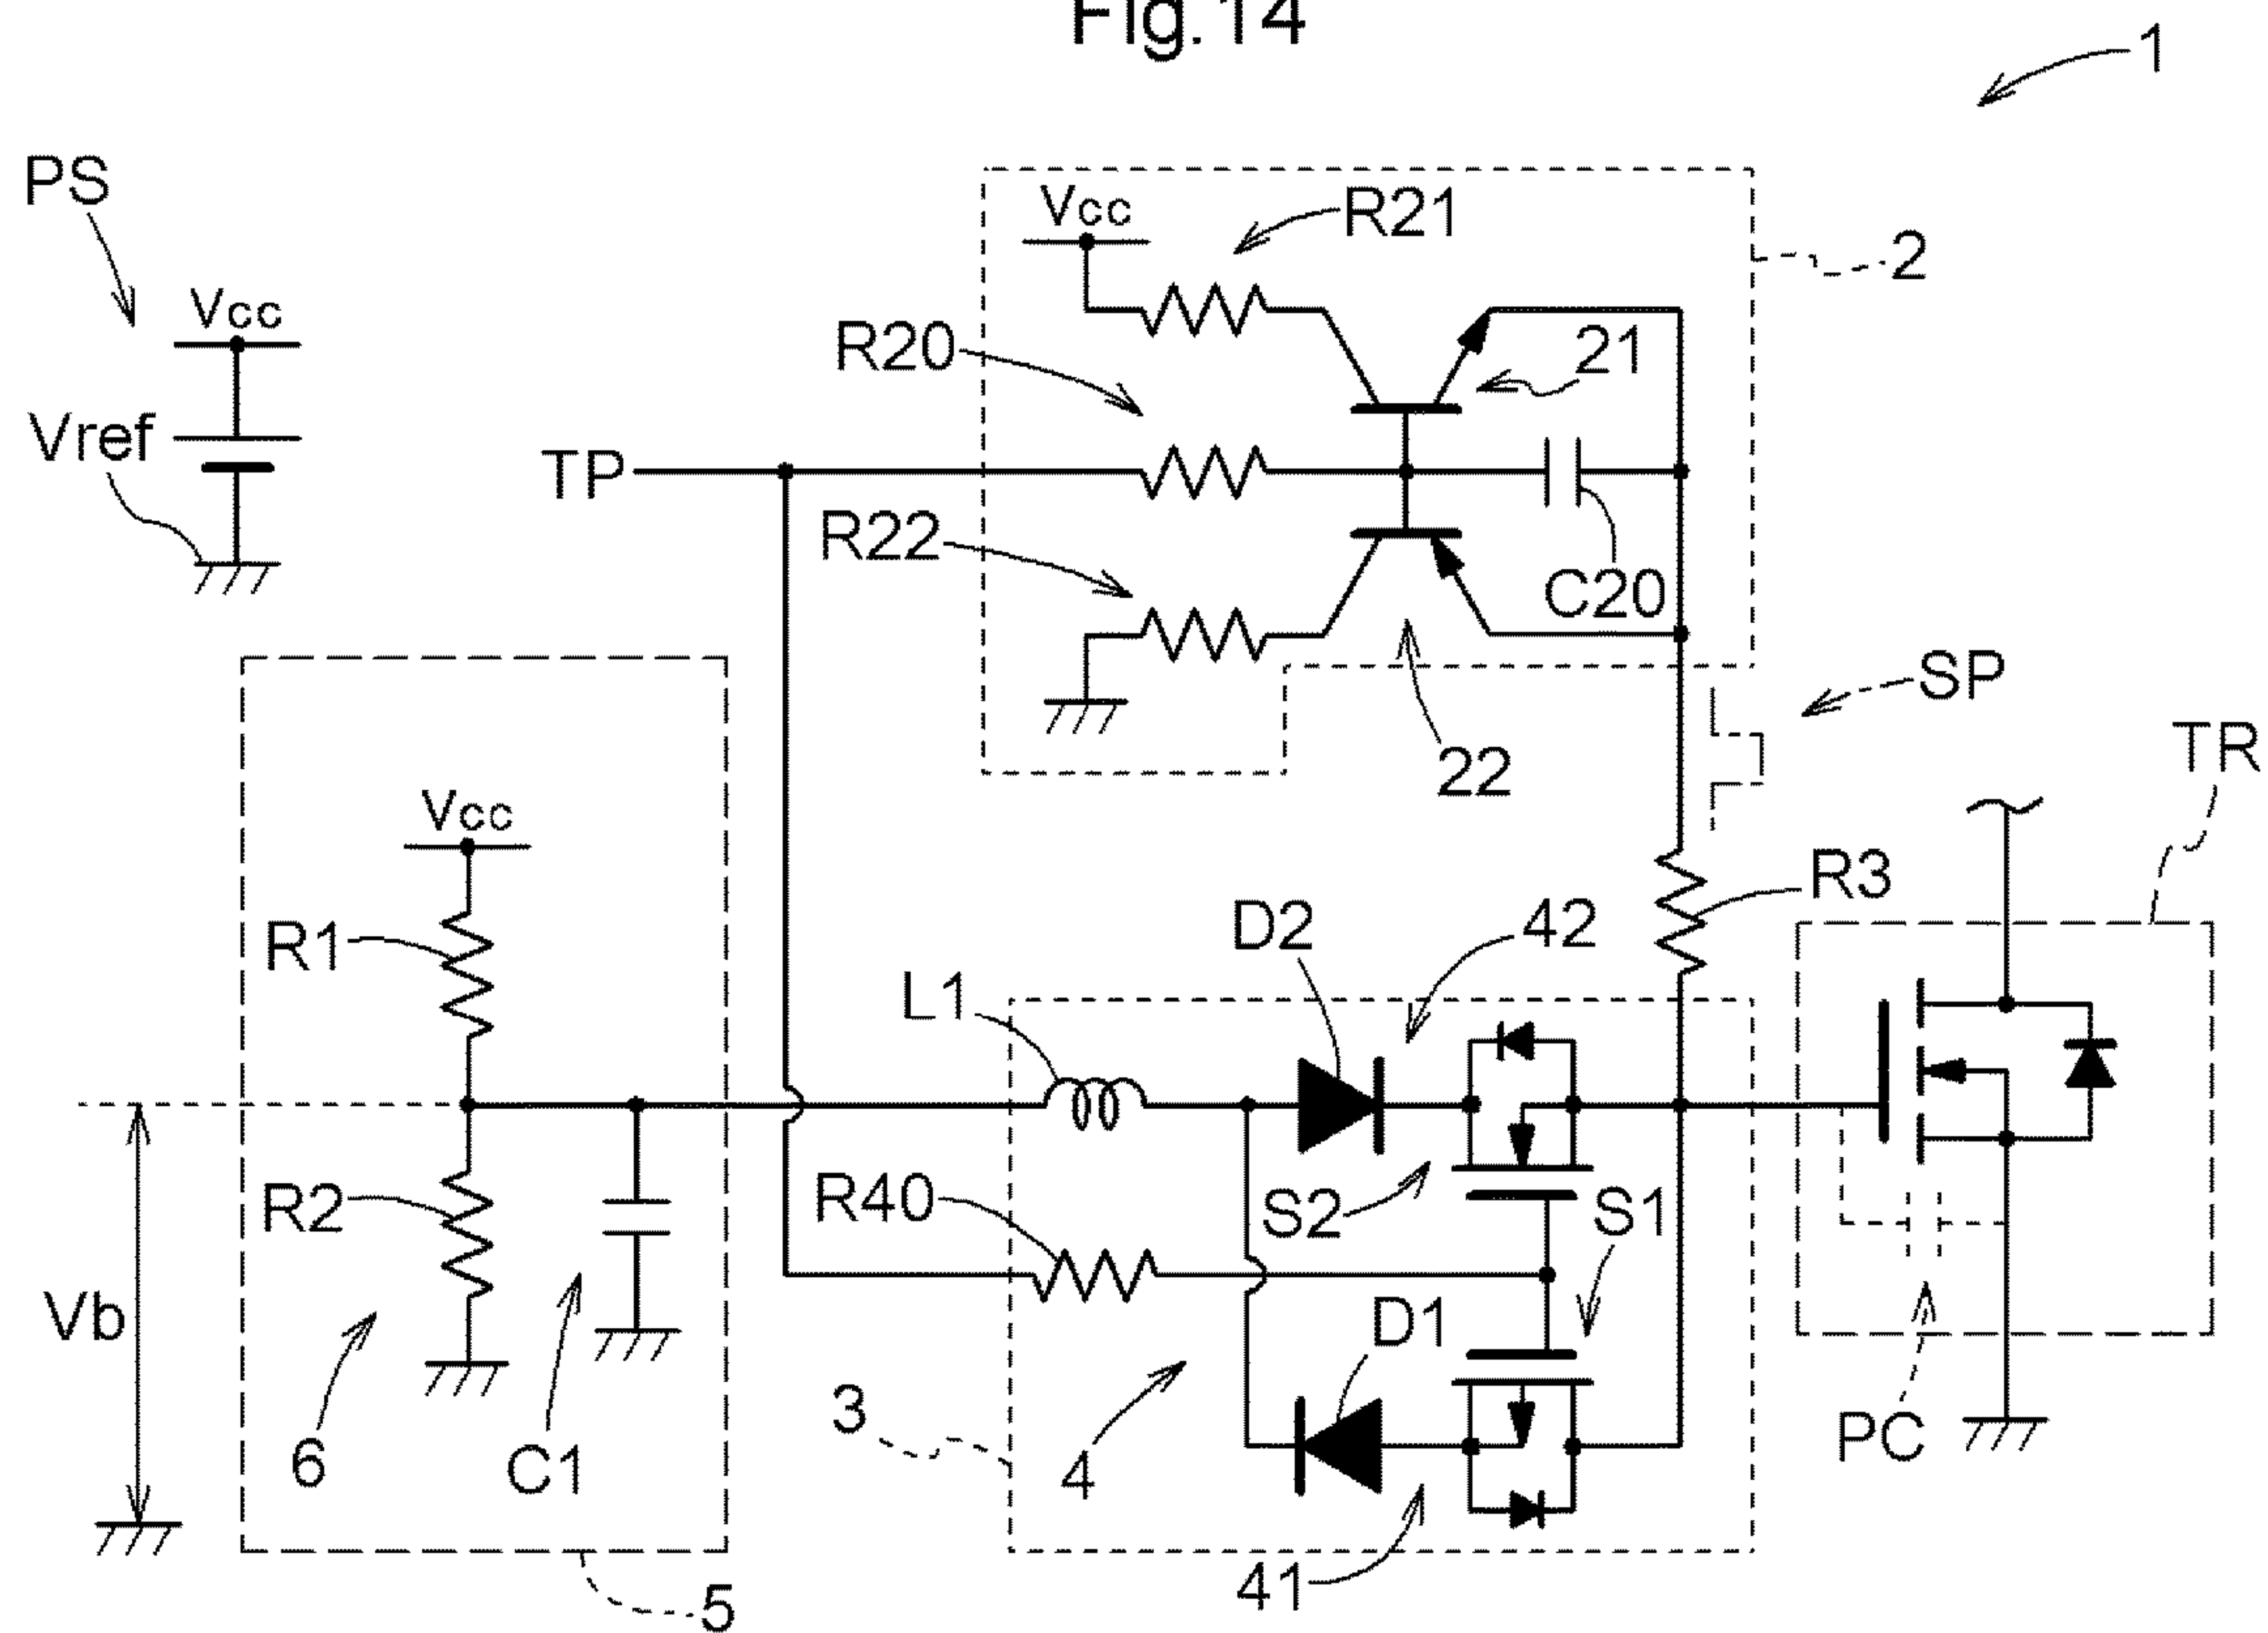 Fig.14
1
PS
Vcc
R21
2
Vcc
R20
21
Vref
TP
R22
C20
SP
22
TR
Vcc
R3
D2
42
R1
L1
R40
S2
S1
R2
Vb
D1
3
PC
6
C1
4
41
5